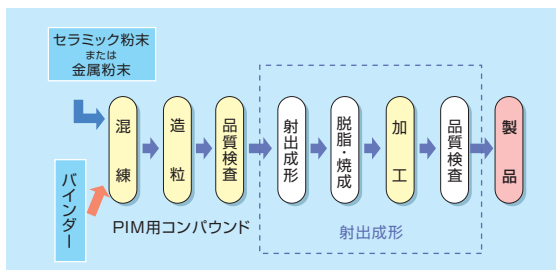 セラミック粉末
または
金属粉末
バインダー
混練
造粒
品質検査
射出成形
脱脂・焼成
加工
品質検査
製品
PIM用コンパウンド
射出成形